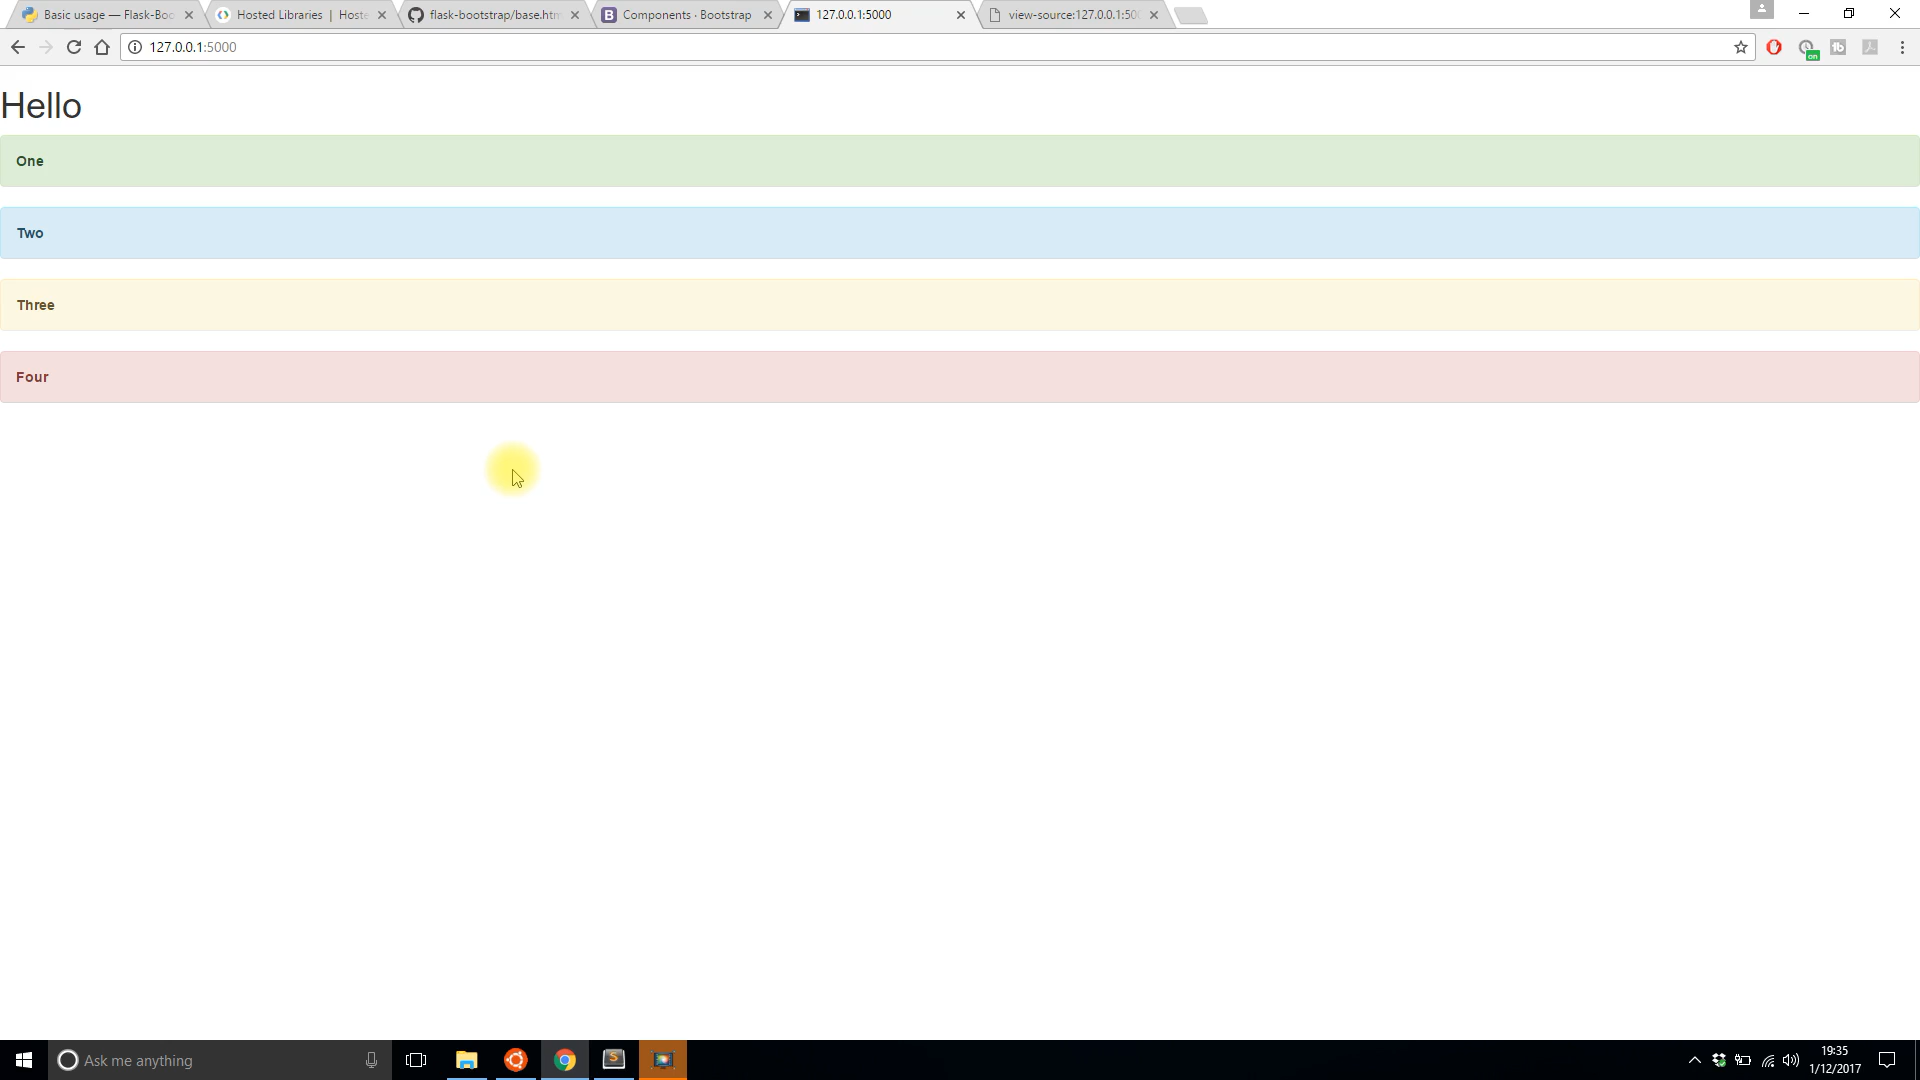 Basic usage — Flask-Boo
Hosted Libraries | Hoste
flask-bootstrap/base.htm
Components · Bootstrap
127.0.0.1:5000
view-source:127.0.0.1:500
127.0.0.1:5000
on
Hello
One
Two
Three
Four
Ask me anything
19:35
1/12/2017